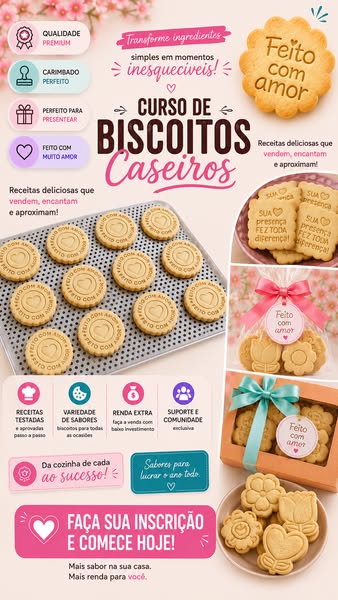 QUALIDADE
PREMIUM
CARIMBADO
PERFEITO
PERFEITO PARA
PRESENTEAR
FEITO COM
MUITO AMOR
Transforme ingredientes
simples em momentos
inesquecíveis!
CURSO DE
BISCOITOS
Caseiros
Feito
com
amor
Receitas deliciosas que
vendem, encantam
e aproximam!
Receitas deliciosas que
vendem, encantam
e aproximam!
SUA
presença
FEZ TODA
diferença!
SUA
PRESENÇA
FEZ TODA
diferença!
FEITO COM AMOR
Feito
com
amor
Feito
com
amor
RECEITAS
TESTADAS
e aprovadas
passo a passo
VARIEDADE
DE SABORES
biscoitos para todas
as ocasiões
RENDA EXTRA
faça a venda com
baixo investimento
SUPORTE E
COMUNIDADE
exclusiva
Da cozinha de cada
ao sucesso!
Sabores para
lucrar o ano todo.
FAÇA SUA INSCRIÇÃO
E COMECE HOJE!
Mais sabor na sua casa.
Mais renda para você.